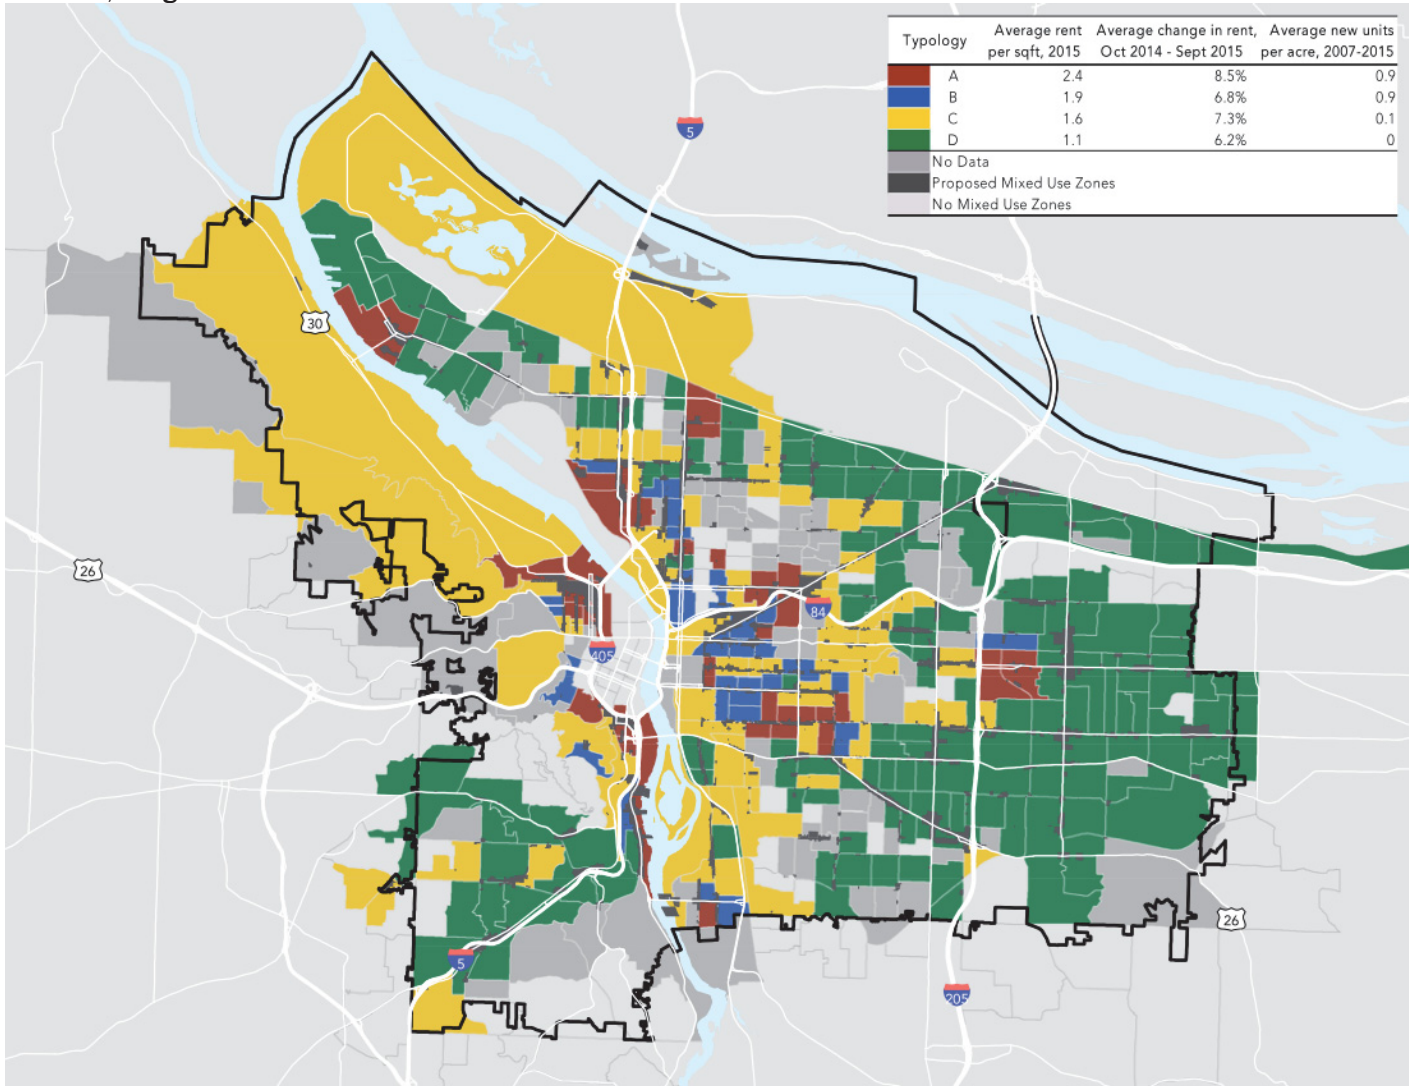 Typology Average rent per sqft, 2015 Average change in rent, Oct 2014 - Sept 2015 Average new units per acre, 2007-2015
A 2.4 8.5% 0.9
B 1.9 6.8% 0.9
C 1.6 7.3% 0.1
D 1.1 6.2% 0
No Data
Proposed Mixed Use Zones
No Mixed Use Zones
5
30
26
84
405
26
5
205